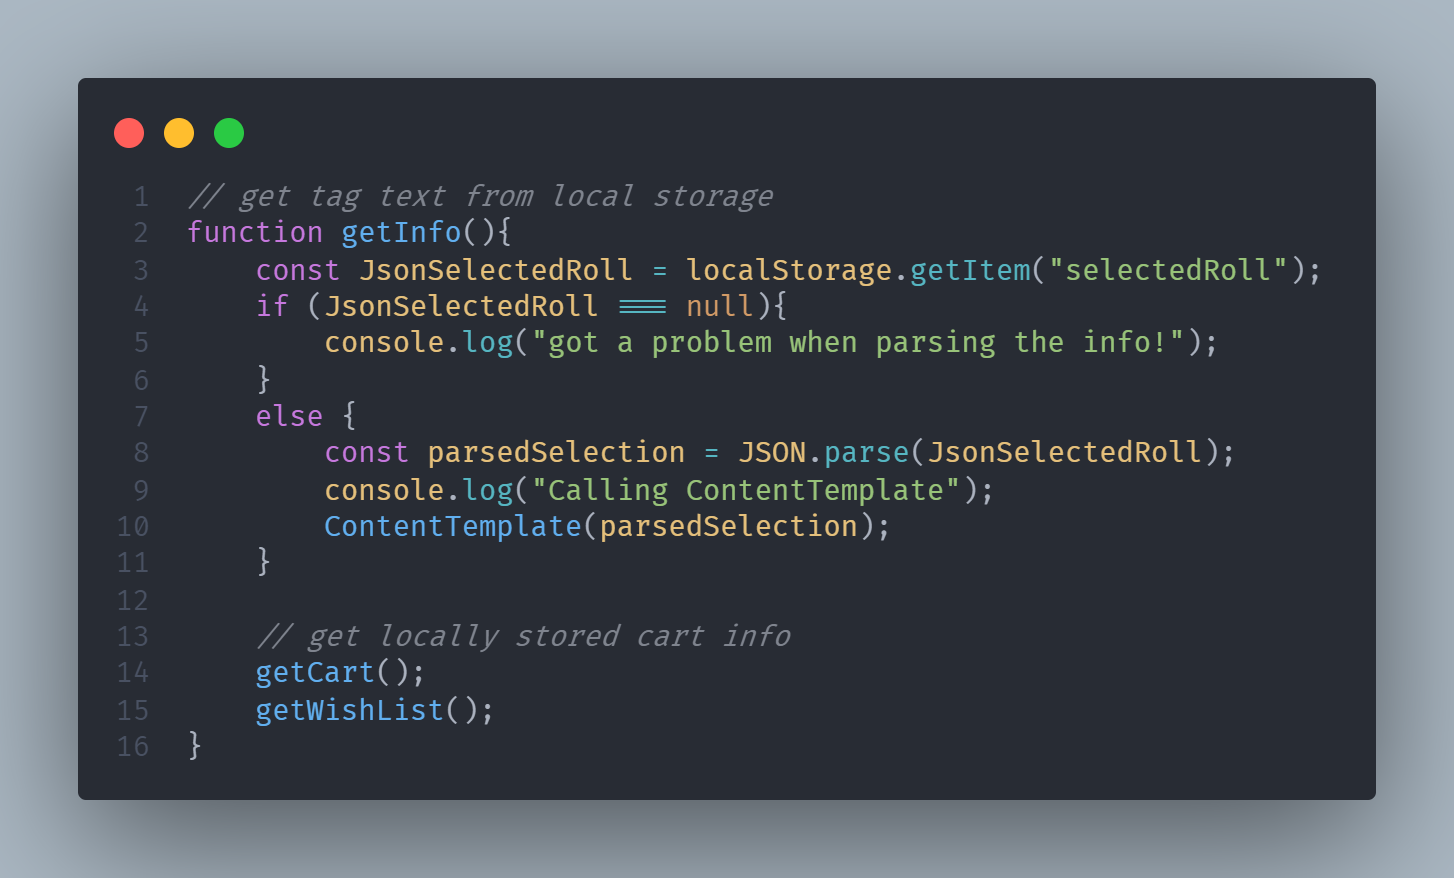 1 // get tag text from local storage
2 function getInfo(){
3     const JsonSelectedRoll = localStorage.getItem("selectedRoll");
4     if (JsonSelectedRoll === null){
5         console.log("got a problem when parsing the info!");
6     }
7     else {
8         const parsedSelection = JSON.parse(JsonSelectedRoll);
9         console.log("Calling ContentTemplate");
10         ContentTemplate(parsedSelection);
11     }
12
13     // get locally stored cart info
14     getCart();
15     getWishList();
16 }